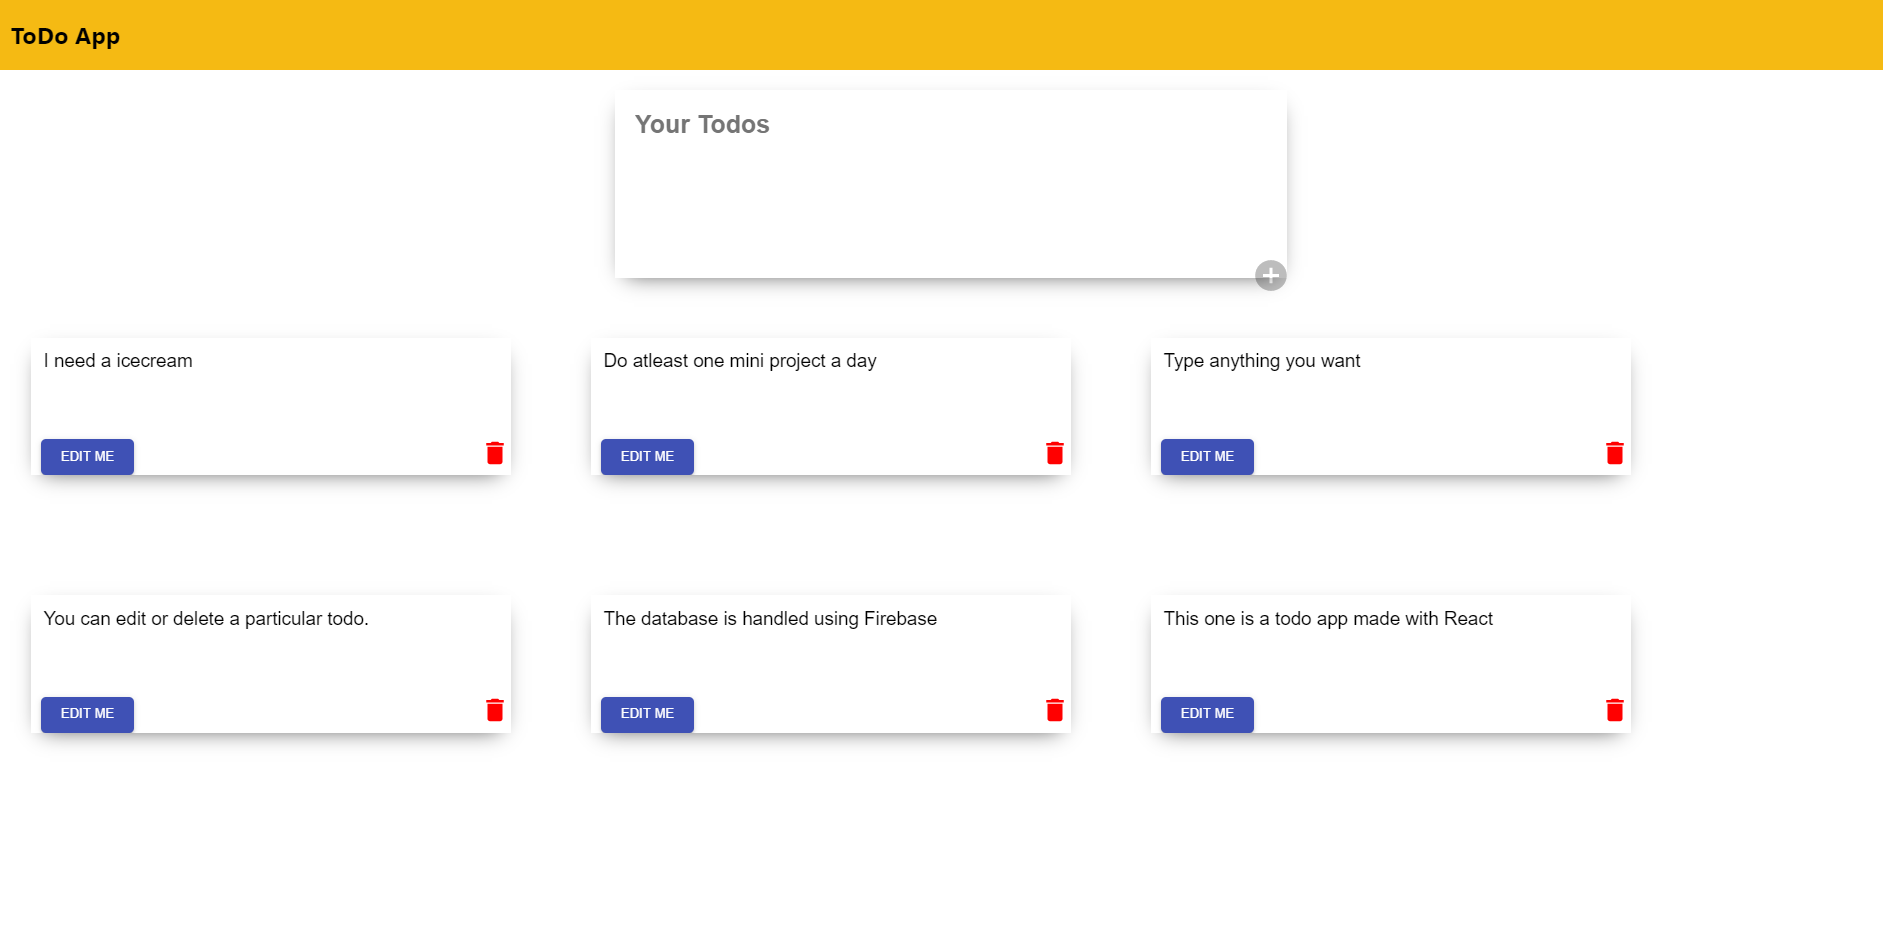 ToDo App
Your Todos
I need a icecream
EDIT ME
Do atleast one mini project a day
EDIT ME
Type anything you want
EDIT ME
You can edit or delete a particular todo.
EDIT ME
The database is handled using Firebase
EDIT ME
This one is a todo app made with React
EDIT ME